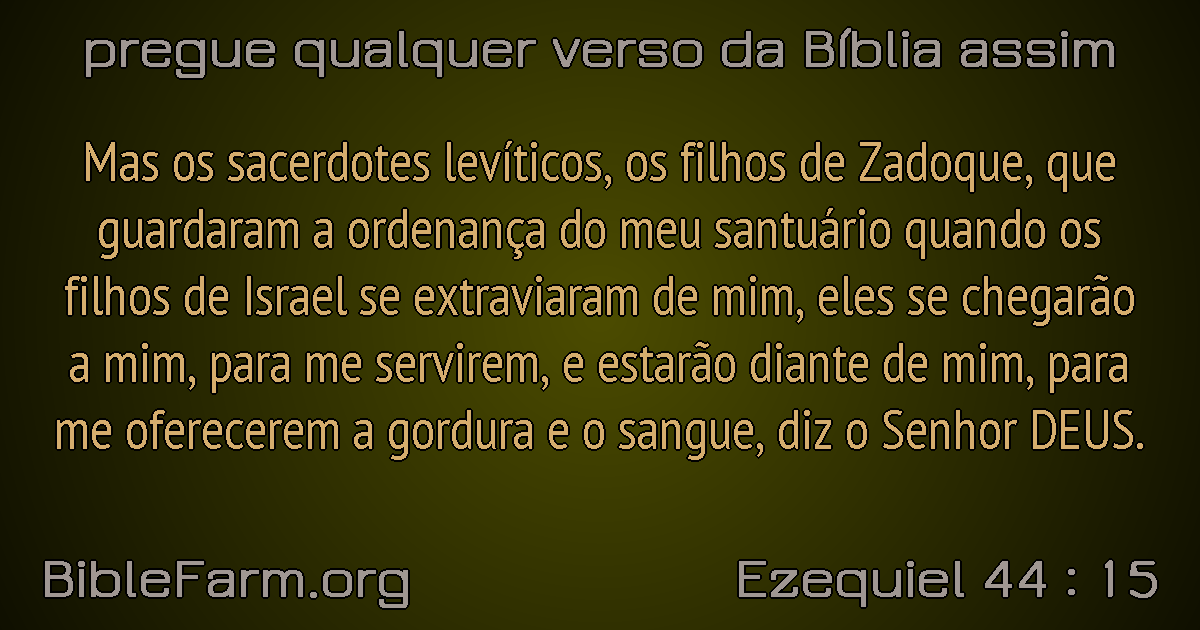 pregue qualquer verso da Bíblia assim
Mas os sacerdotes levíticos, os filhos de Zadoque, que
guardaram a ordenança do meu santuário quando os
filhos de Israel se extraviaram de mim, eles se chegarão
a mim, para me servirem, e estarão diante de mim, para
me oferecerem a gordura e o sangue, diz o Senhor DEUS.
BibleFarm.org
Ezequiel 44 : 15